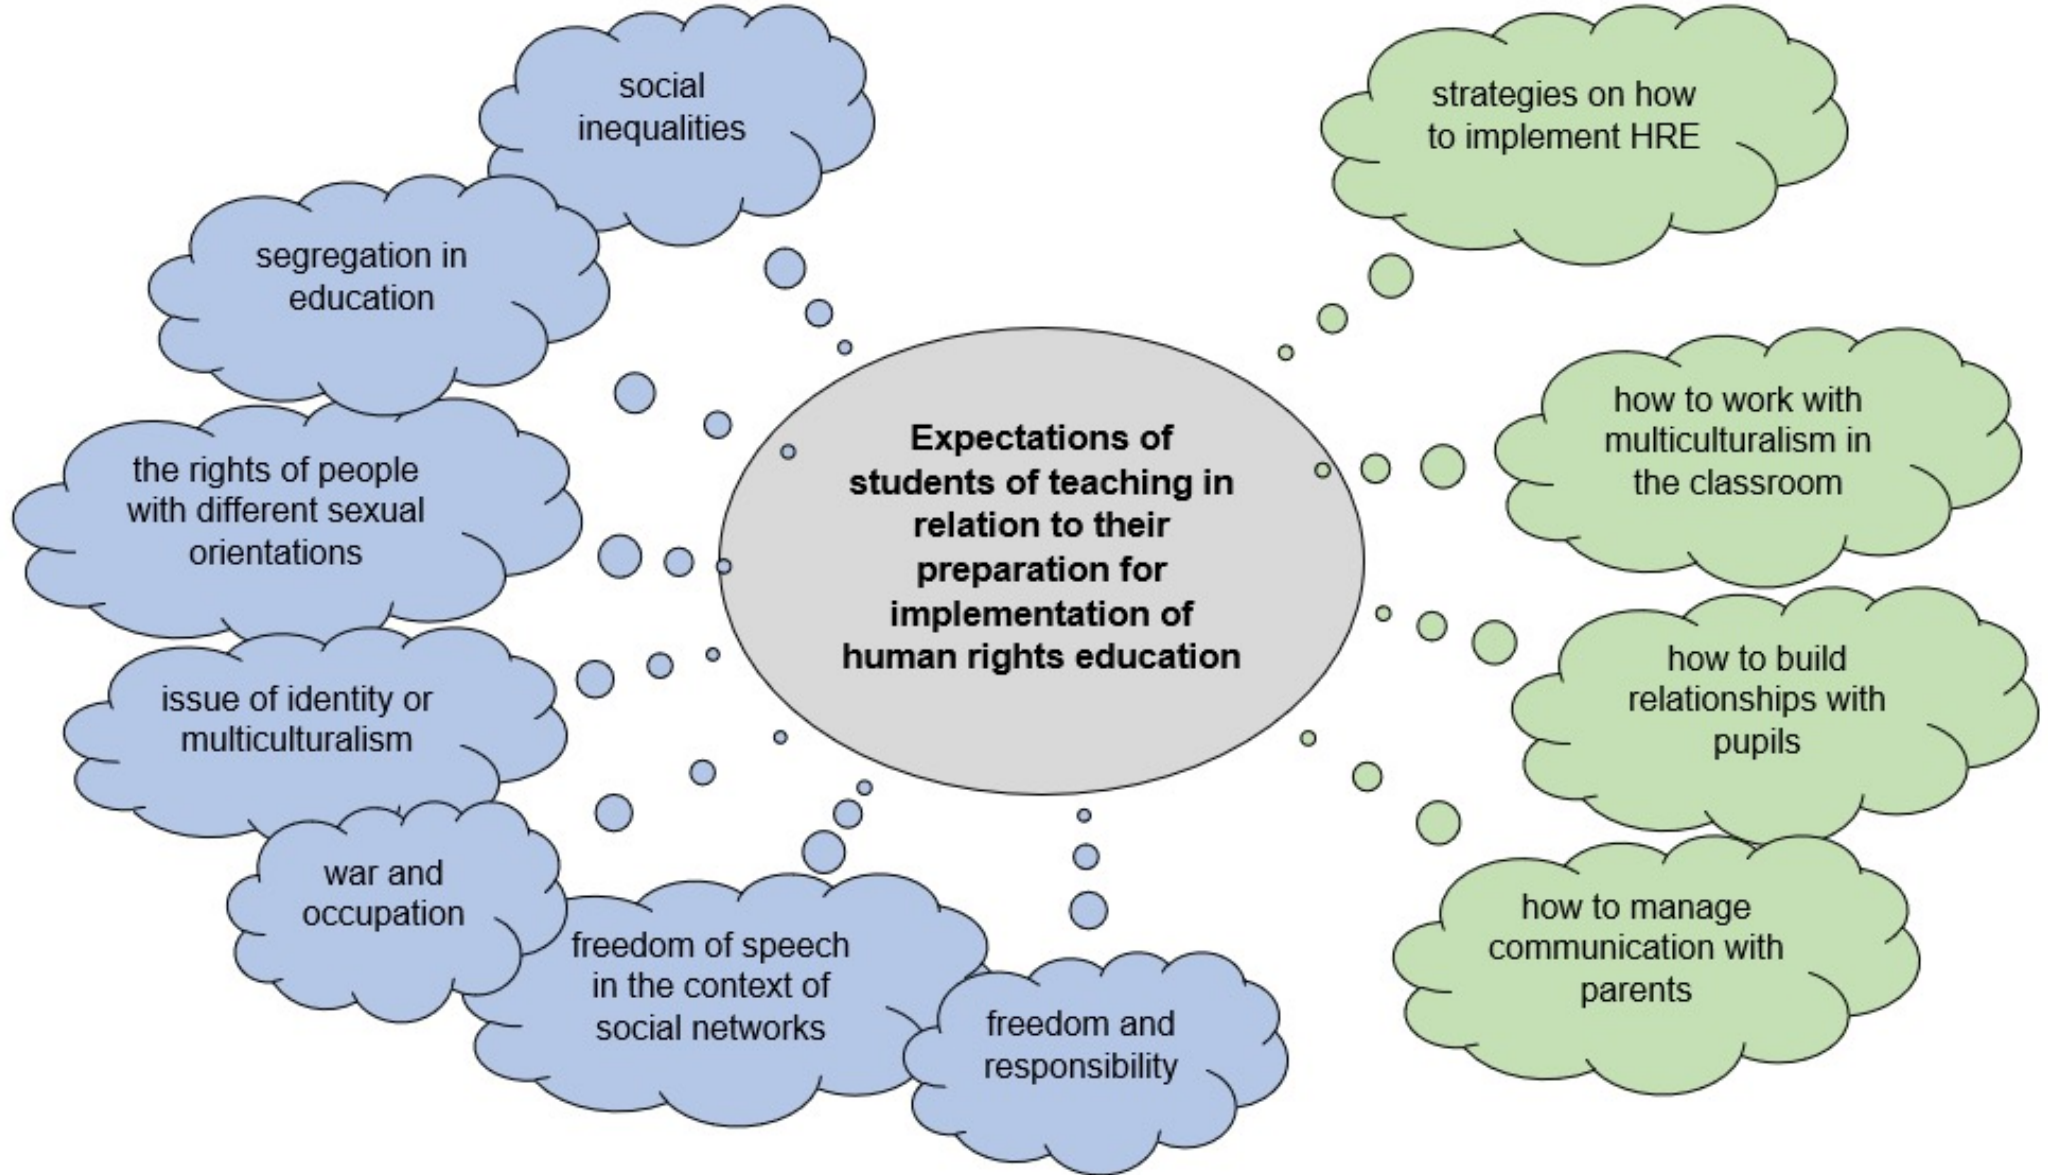 social
inequalities
segregation in
education
the rights of people
with different sexual
orientations
issue of identity or
multiculturalism
war and
occupation
freedom of speech
in the context of
social networks
freedom and
responsibility
Expectations of
students of teaching in
relation to their
preparation for
implementation of
human rights education
strategies on how
to implement HRE
how to work with
multiculturalism in
the classroom
how to build
relationships with
pupils
how to manage
communication with
parents